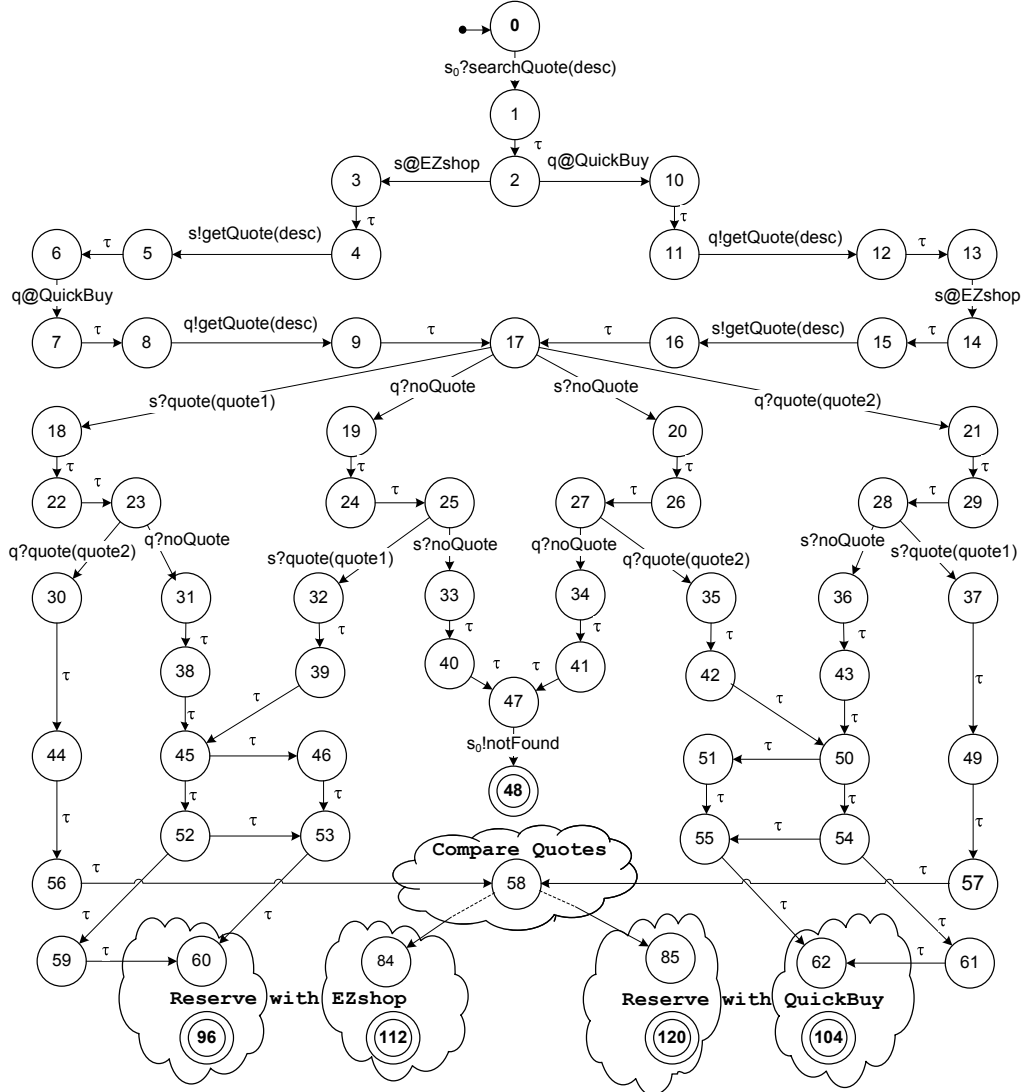 0
s₀?searchQuote(desc)
1
τ
s@EZshop q@QuickBuy
3 2 10
τ τ
s!getQuote(desc) q!getQuote(desc)
6 τ 5 4 11 12 τ 13
q@QuickBuy s@EZshop
q!getQuote(desc) s!getQuote(desc)
7 τ 8 9 τ 17 τ 16 15 τ 14
q?noQuote s?noQuote
s?quote(quote1) q?quote(quote2)
18 19 20 21
τ τ τ τ
22 τ 23 24 τ 25 27 τ 26 28 τ 29
q?quote(quote2) q?noQuote s?quote(quote1) s?noQuote q?noQuote q?quote(quote2) s?noQuote s?quote(quote1)
30 31 32 33 34 35 36 37
τ τ τ τ τ τ
38 39 40 41 42 43
τ τ τ τ τ τ τ τ
47
s₀!notFound
44 45 τ 46 51 τ 50 49
τ τ τ τ
48
τ τ
52 τ 53 55 τ 54
Compare Quotes
56 τ 58 τ 57
τ τ τ τ
59 τ 60 84 85 62 τ 61
Reserve with EZshop Reserve with QuickBuy
96 112 120 104